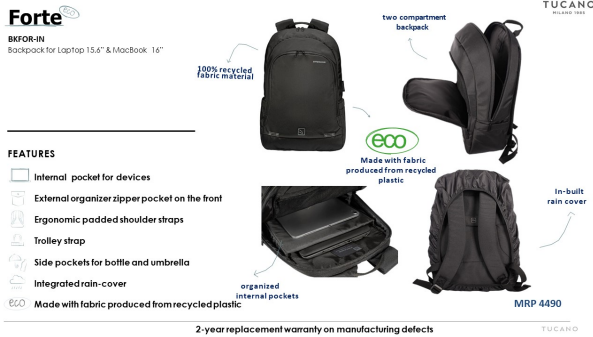 Forte
eco
TUCANO
MILANO 1985
BKFOR-IN
Backpack for Laptop 15.6" & MacBook 16"
two compartment
backpack
100% recycled
fabric material
eco
Made with fabric
produced from recycled
plastic
FEATURES
Internal pocket for devices
External organizer zipper pocket on the front
Ergonomic padded shoulder straps
Trolley strap
Side pockets for bottle and umbrella
Integrated rain-cover
eco
Made with fabric produced from recycled plastic
In-built
rain cover
organized
internal pockets
MRP 4490
2-year replacement warranty on manufacturing defects
TUCANO